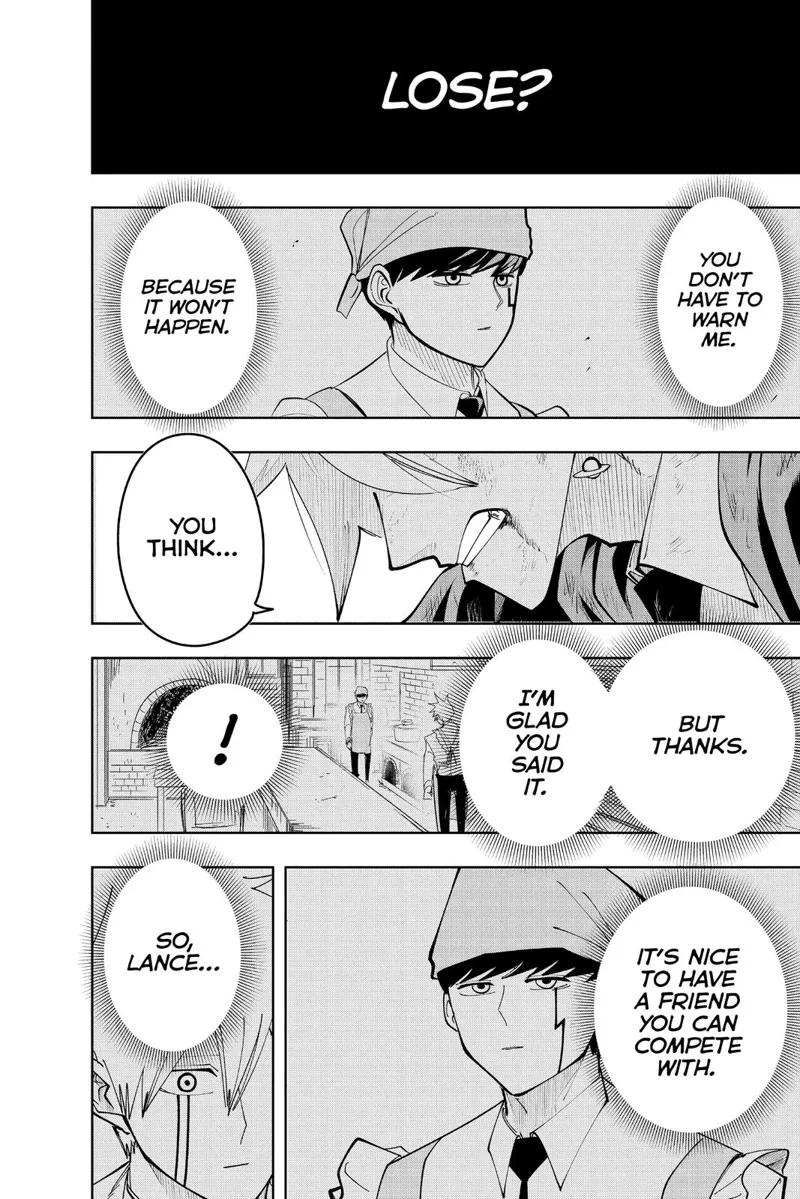 LOSE?
YOU
DON'T
HAVE TO
WARN
ME.
BECAUSE
IT WON'T
HAPPEN.
YOU
THINK...
BUT
THANKS.
I'M
GLAD
YOU
SAID
IT.
!
IT'S NICE
TO HAVE
A FRIEND
YOU CAN
COMPETE
WITH.
SO,
LANCE...